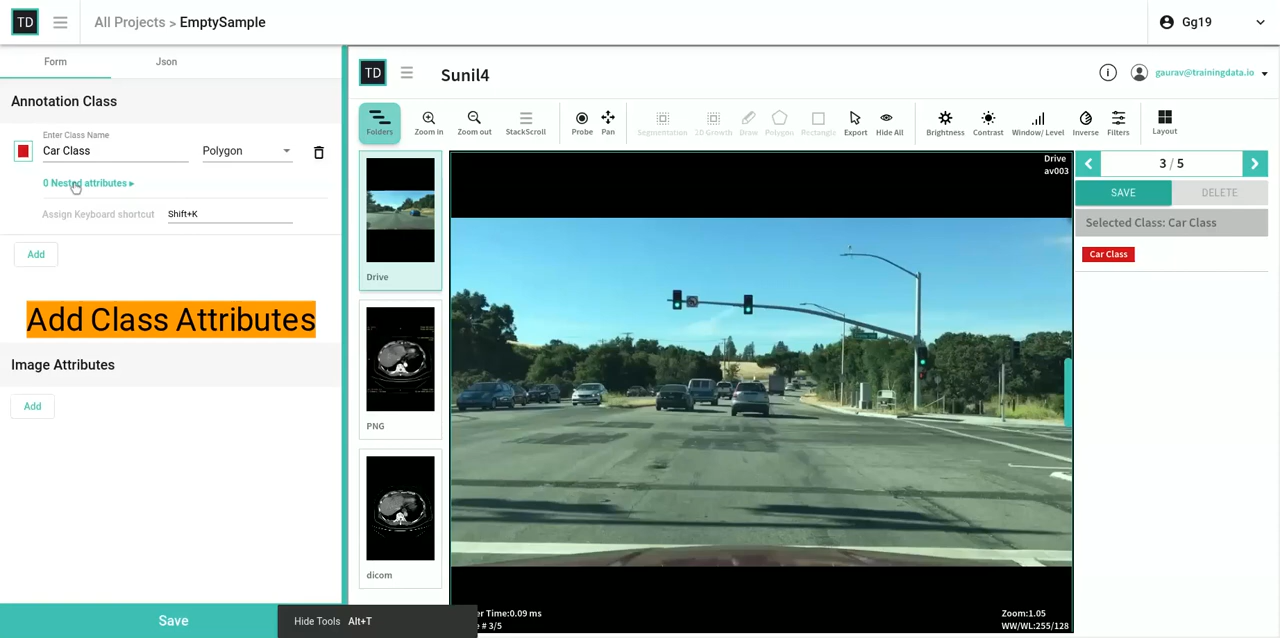 TD
All Projects > EmptySample
Gg19
Form
Json
Annotation Class
Enter Class Name
Car Class
Polygon
0 Nested attributes ▸
Assign Keyboard shortcut
Shift+K
Add
Add Class Attributes
Image Attributes
Add
Save
Hide Tools Alt+T
TD
Sunil4
gaurav@trainingdata.io
Folders
Zoom in
Zoom out
StackScroll
Probe
Pan
Segmentation
2D Growth
Draw
Polygon
Rectangle
Export
Hide All
Brightness
Contrast
Window/ Level
Inverse
Filters
Layout
Drive
PNG
dicom
Drive
av003
Time:0.09 ms
# 3/5
Zoom:1.05
WW/WL:255/128
3 / 5
SAVE
DELETE
Selected Class: Car Class
Car Class